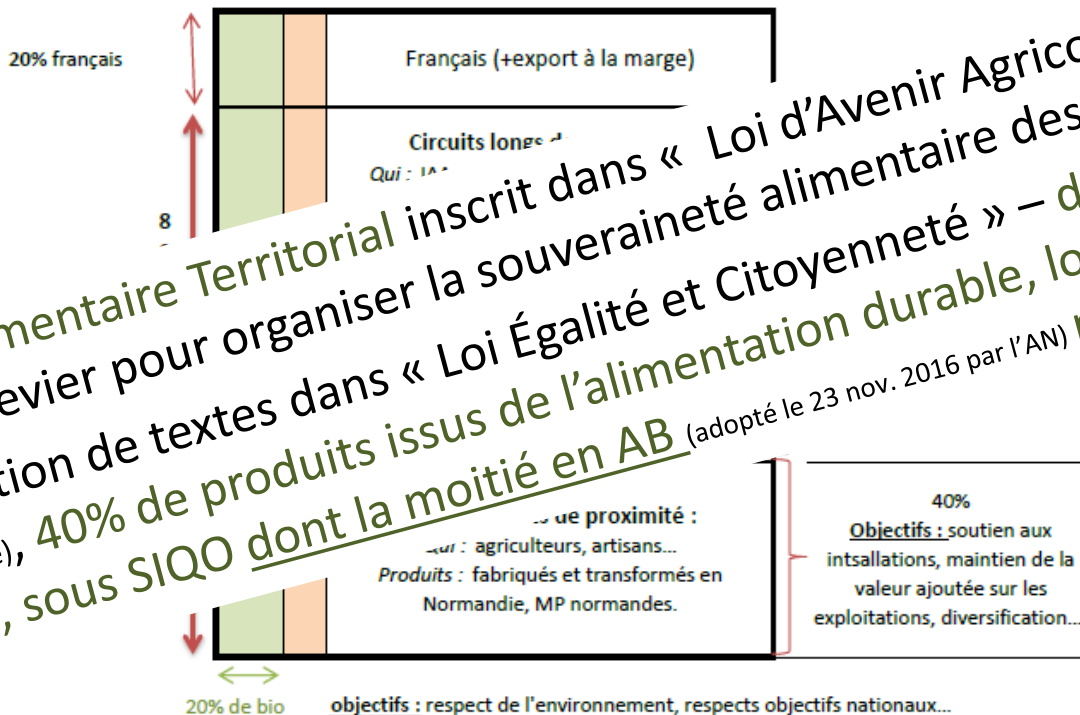 20% français
Français (+export à la marge)
Circuits longs
Qui :
8
mentaire Territorial inscrit dans « Loi d’Avenir Agrico
evier pour organiser la souveraineté alimentaire des
tion de textes dans « Loi Égalité et Citoyenneté » – d
), 40% de produits issus de l’alimentation durable, lo
, sous SIQO dont la moitié en AB (adopté le 23 nov. 2016 par l’AN)
de proximité :
Qui : agriculteurs, artisans...
Produits : fabriqués et transformés en
Normandie, MP normandes.
40%
Objectifs : soutien aux
intsallations, maintien de la
valeur ajoutée sur les
exploitations, diversification...
20% de bio
objectifs : respect de l'environnement, respects objectifs nationaux...